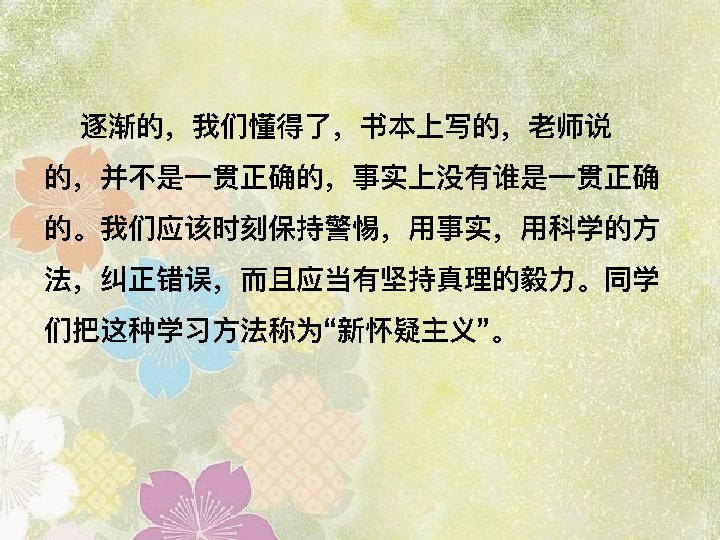 逐渐的，我们懂得了，书本上写的，老师说
的，并不是一贯正确的，事实上没有谁是一贯正确
的。我们应该时刻保持警惕，用事实，用科学的方
法，纠正错误，而且应当有坚持真理的毅力。同学
们把这种学习方法称为“新怀疑主义”。